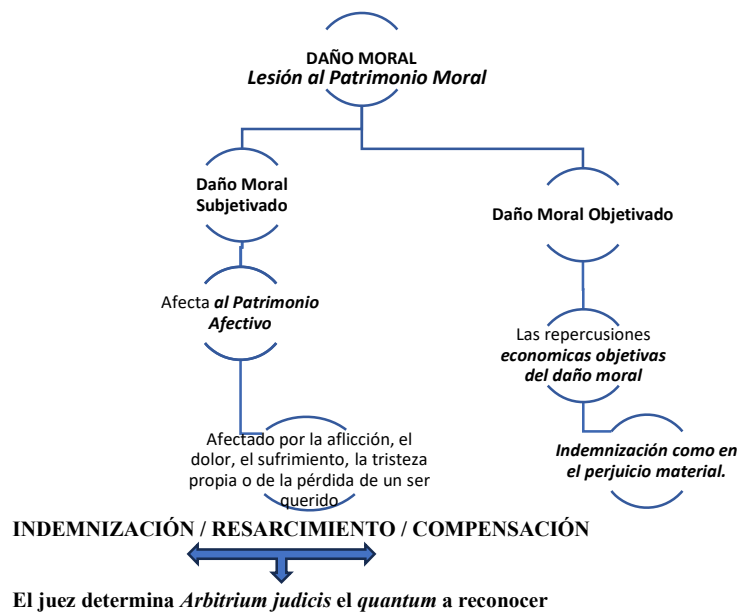 DAÑO MORAL
Lesión al Patrimonio Moral
Daño Moral
Subjetivado
Daño Moral Objetivado
Afecta al Patrimonio
Afectivo
Las repercusiones
economicas objetivas
del daño moral
Afectado por la aflicción, el
dolor, el sufrimiento, la tristeza
propia o de la pérdida de un ser
querido
Indemnización como en
el perjuicio material.
INDEMNIZACIÓN / RESARCIMIENTO / COMPENSACIÓN
El juez determina Arbitrium judicis el quantum a reconocer